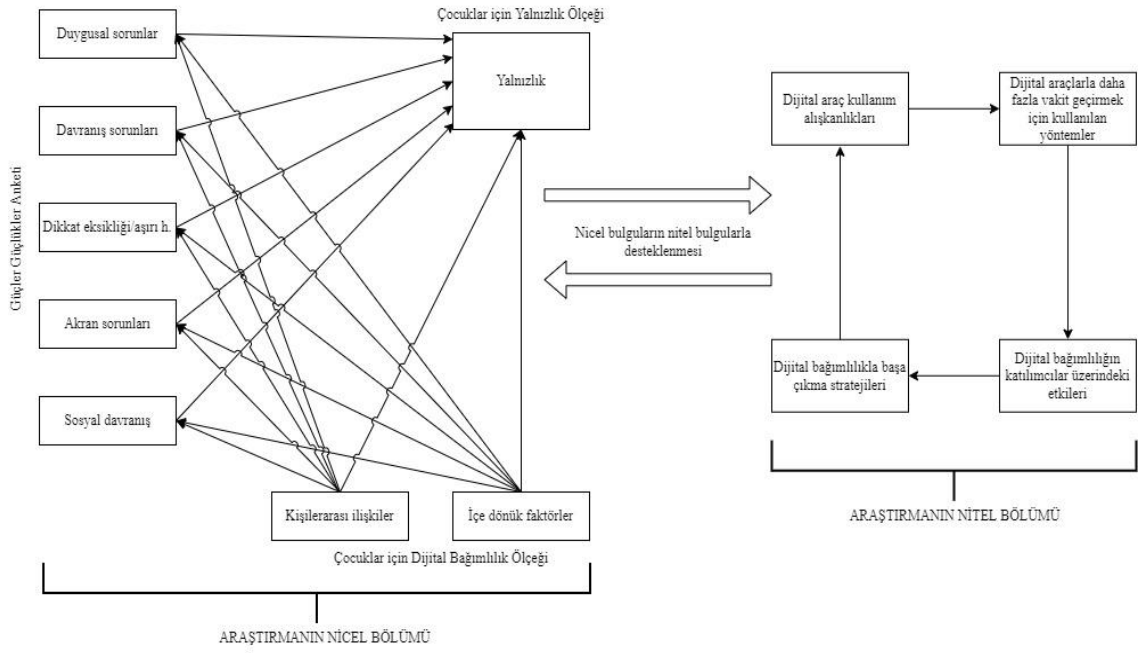 Çocuklar için Yalnızlık Ölçeği
Duygusal sorunlar
Yalnızlık
Davranış sorunları
Dikkat eksikliği/aşırı h.
Akran sorunları
Sosyal davranış
Güçler Güçlükler Anketi
Kişilerarası ilişkiler
İçe dönük faktörler
Çocuklar için Dijital Bağımlılık Ölçeği
ARAŞTIRMANIN NİCEL BÖLÜMÜ
Nicel bulguların nitel bulgularla
desteklenmesi
Dijital araç kullanım
alışkanlıkları
Dijital araçlarla daha
fazla vakit geçirmek
için kullanılan
yöntemler
Dijital bağımlılıkla başa
çıkma stratejileri
Dijital bağımlılığın
katılımcılar üzerindeki
etkileri
ARAŞTIRMANIN NİTEL BÖLÜMÜ